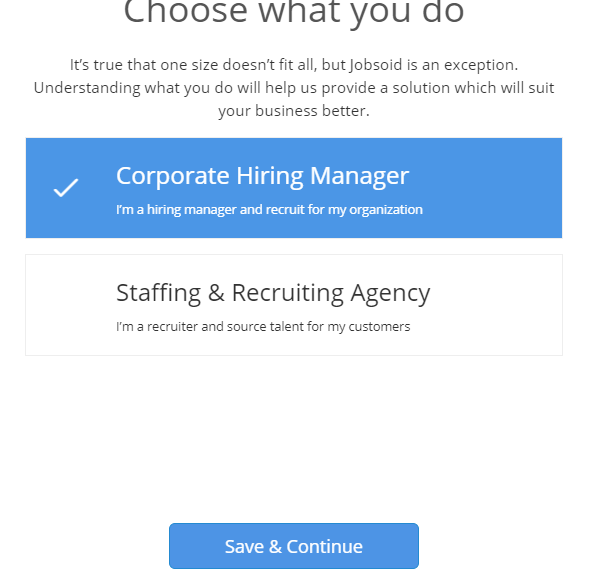 Choose what you do
It’s true that one size doesn’t fit all, but Jobsoid is an exception.
Understanding what you do will help us provide a solution which will suit
your business better.
Corporate Hiring Manager
I’m a hiring manager and recruit for my organization
Staffing & Recruiting Agency
I’m a recruiter and source talent for my customers
Save & Continue